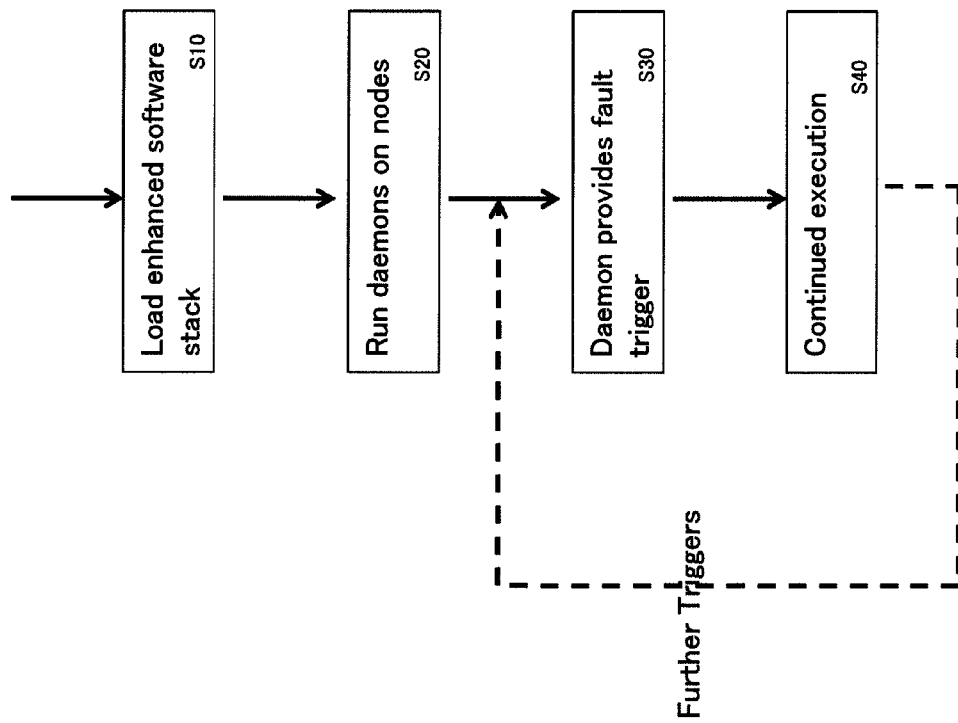 Load enhanced software
stack
S10
Run daemons on nodes
S20
Daemon provides fault
trigger
S30
Continued execution
S40
Further Triggers